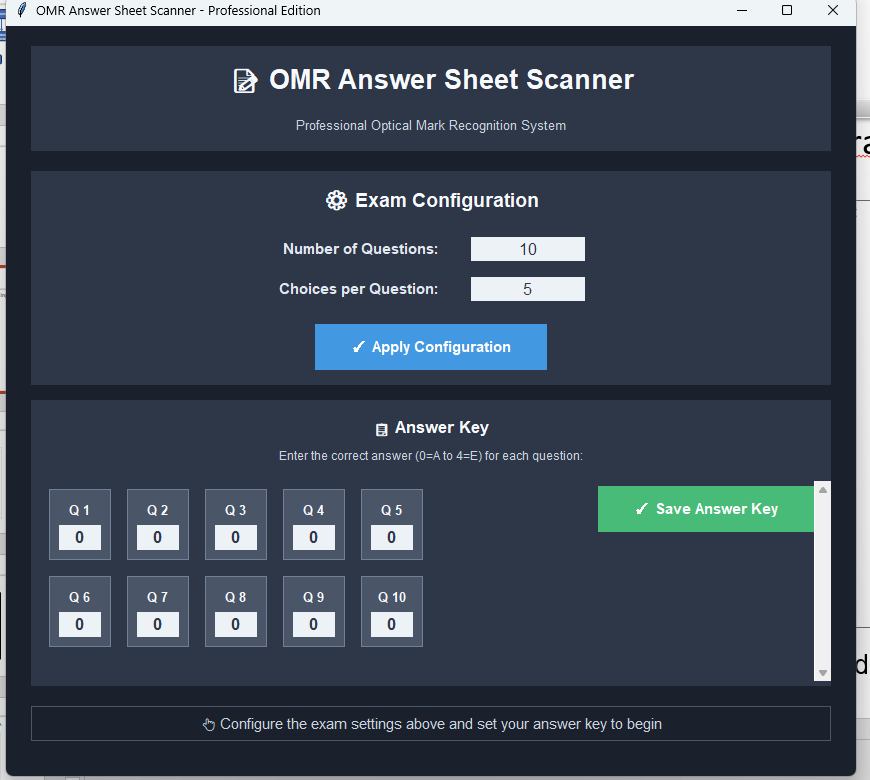 OMR Answer Sheet Scanner - Professional Edition
OMR Answer Sheet Scanner
Professional Optical Mark Recognition System
Exam Configuration
Number of Questions: 10
Choices per Question: 5
✓ Apply Configuration
Answer Key
Enter the correct answer (0=A to 4=E) for each question:
✓ Save Answer Key
Q 1 Q 2 Q 3 Q 4 Q 5
0 0 0 0 0
Q 6 Q 7 Q 8 Q 9 Q 10
0 0 0 0 0
Configure the exam settings above and set your answer key to begin